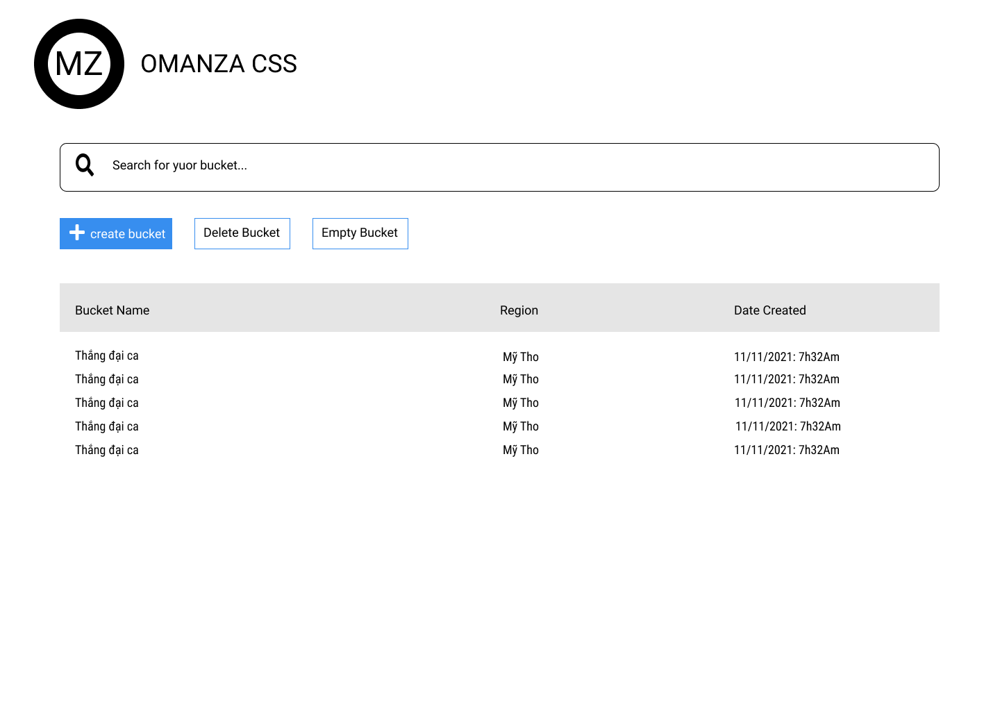 MZ OMANZA CSS
Search for yuor bucket...
create bucket Delete Bucket Empty Bucket
Bucket Name Region Date Created
Thắng đại ca Mỹ Tho 11/11/2021: 7h32Am
Thắng đại ca Mỹ Tho 11/11/2021: 7h32Am
Thắng đại ca Mỹ Tho 11/11/2021: 7h32Am
Thắng đại ca Mỹ Tho 11/11/2021: 7h32Am
Thắng đại ca Mỹ Tho 11/11/2021: 7h32Am